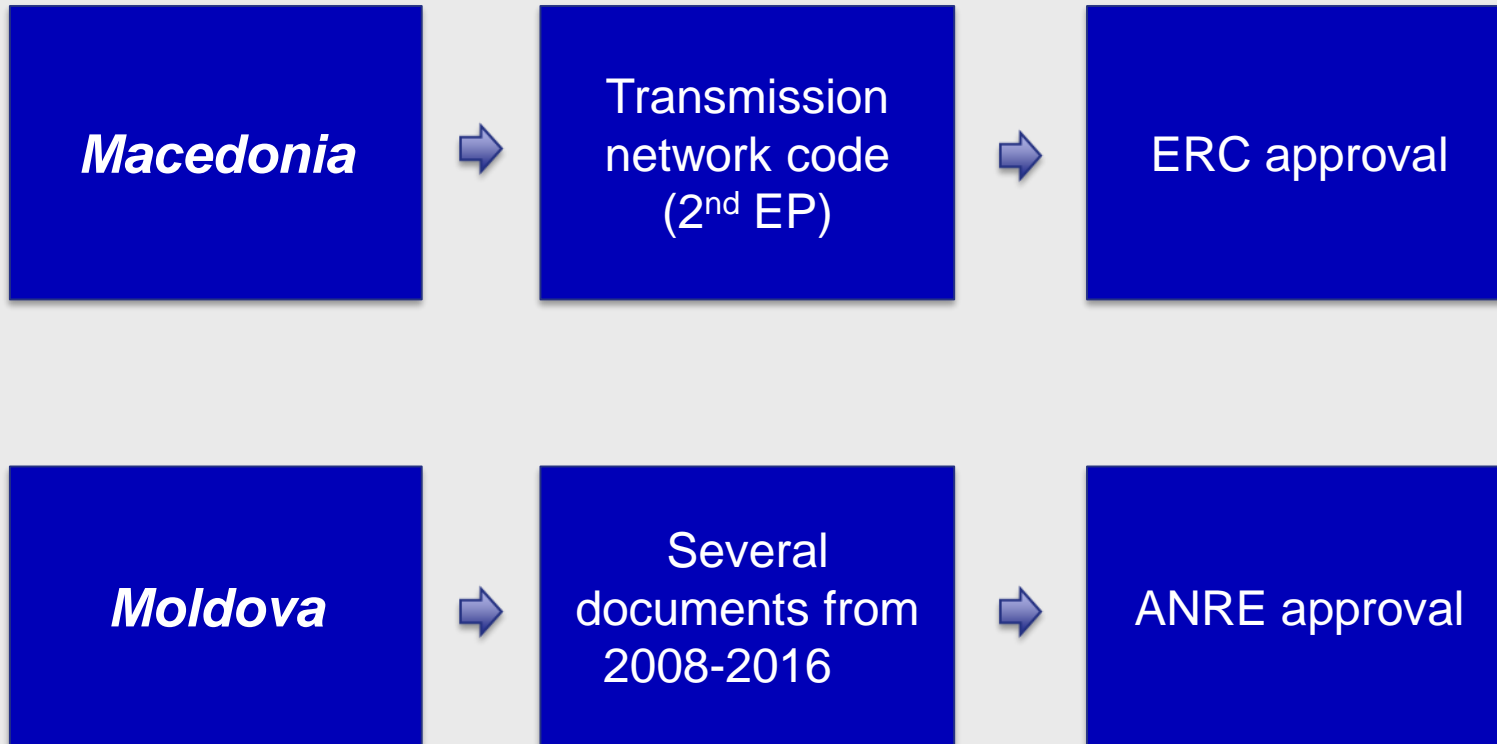 Macedonia
Transmission
network code
(2nd EP)
ERC approval
Moldova
Several
documents from
2008-2016
ANRE approval